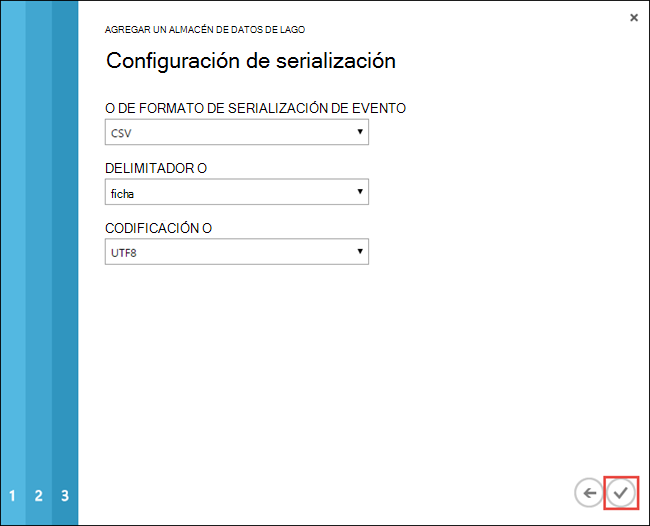 AGREGAR UN ALMACÉN DE DATOS DE LAGO
Configuración de serialización
O DE FORMATO DE SERIALIZACIÓN DE EVENTO
CSV
DELIMITADOR O
ficha
CODIFICACIÓN O
UTF8
1 2 3